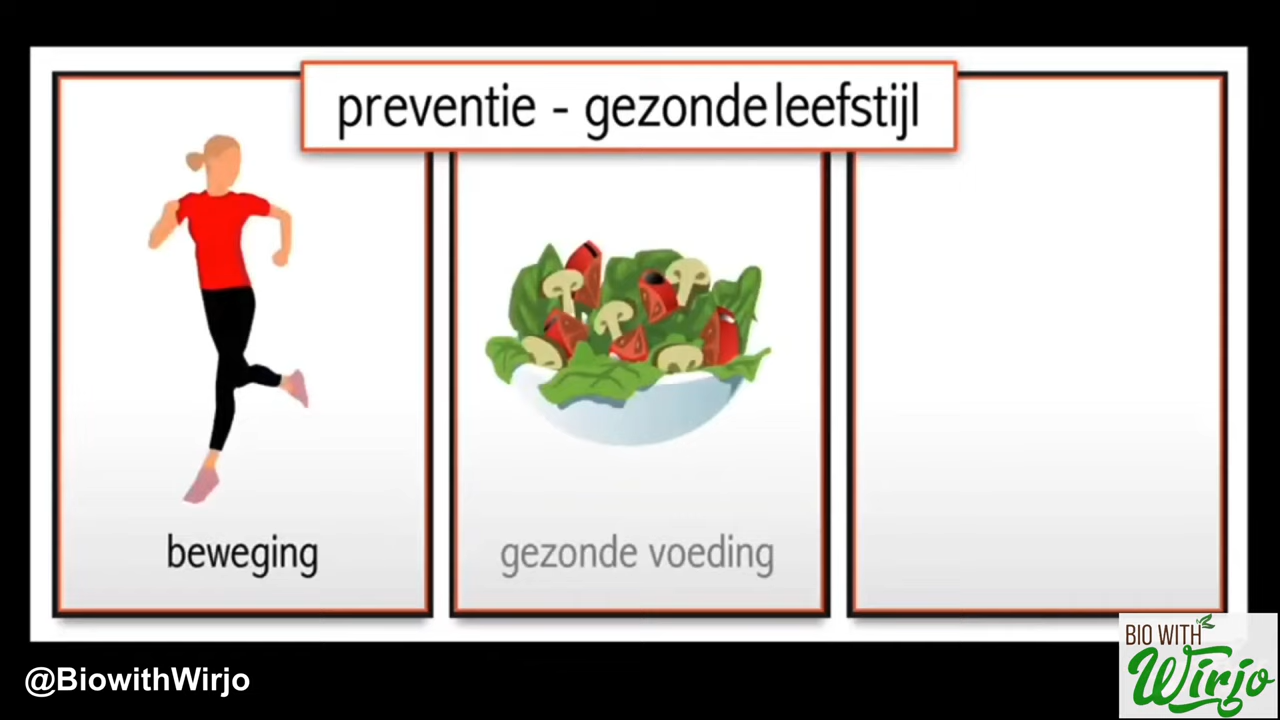 preventie - gezonde leefstijl
beweging
gezonde voeding
@BiowithWirjo
BIO WITH
Wirjo